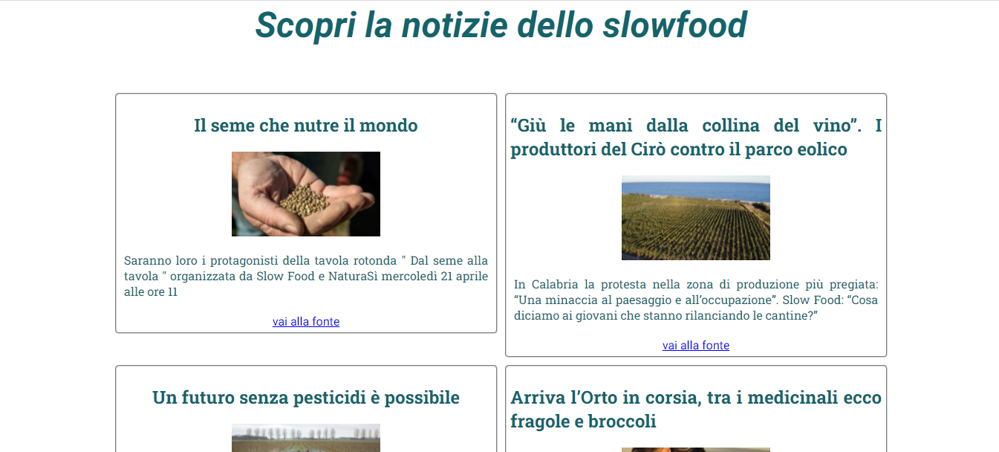 Scopri la notizie dello slowfood
Il seme che nutre il mondo
Saranno loro i protagonisti della tavola rotonda " Dal seme alla
tavola " organizzata da Slow Food e NaturaSì mercoledì 21 aprile
alle ore 11
vai alla fonte
“Giù le mani dalla collina del vino”. I
produttori del Cirò contro il parco eolico
In Calabria la protesta nella zona di produzione più pregiata:
“Una minaccia al paesaggio e all’occupazione”. Slow Food: “Cosa
diciamo ai giovani che stanno rilanciando le cantine?”
vai alla fonte
Un futuro senza pesticidi è possibile
Arriva l’Orto in corsia, tra i medicinali ecco
fragole e broccoli